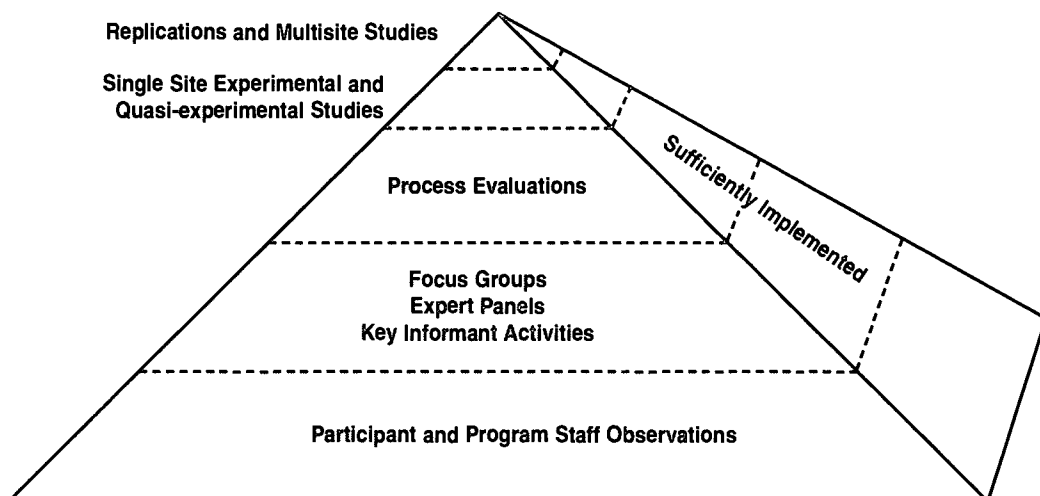 Replications and Multisite Studies
Single Site Experimental and
Quasi-experimental Studies
Process Evaluations
Sufficiently Implemented
Focus Groups
Expert Panels
Key Informant Activities
Participant and Program Staff Observations